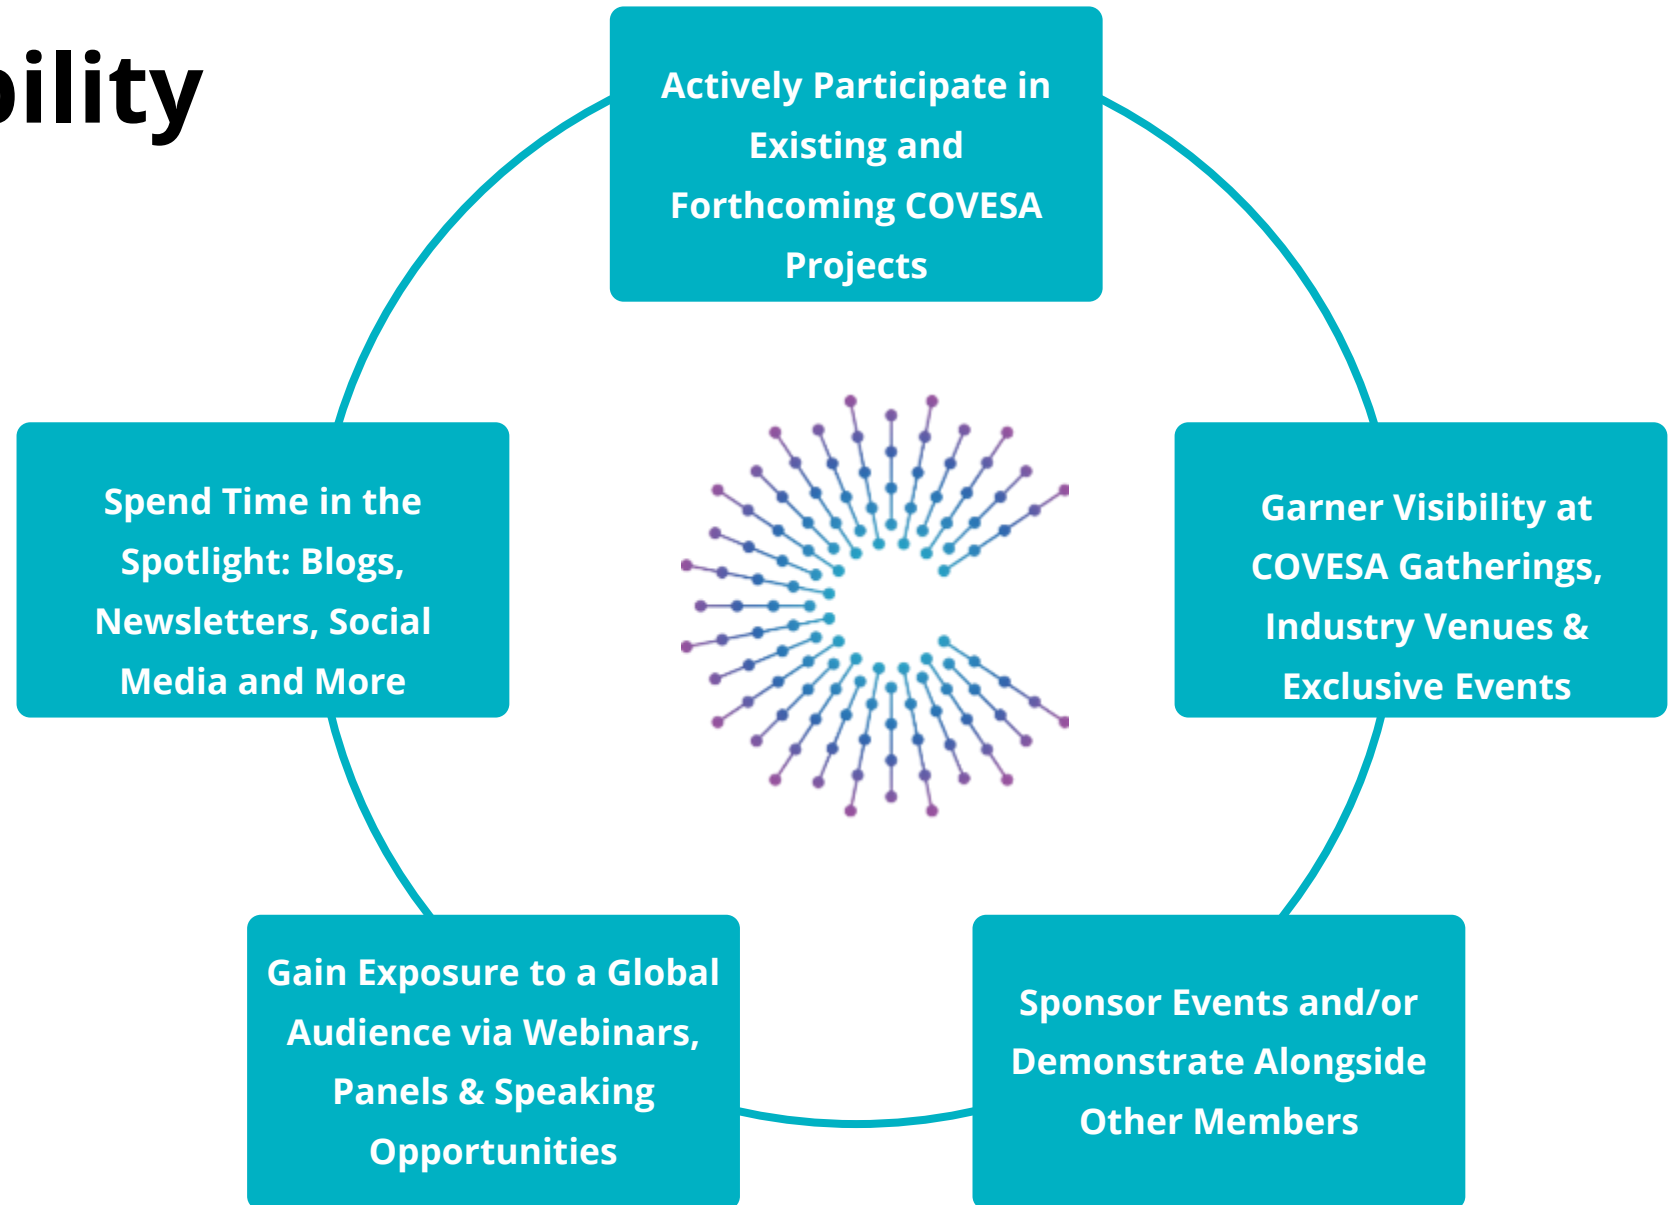 bility
Actively Participate in
Existing and
Forthcoming COVESA
Projects
Spend Time in the
Spotlight: Blogs,
Newsletters, Social
Media and More
Garner Visibility at
COVESA Gatherings,
Industry Venues &
Exclusive Events
Gain Exposure to a Global
Audience via Webinars,
Panels & Speaking
Opportunities
Sponsor Events and/or
Demonstrate Alongside
Other Members